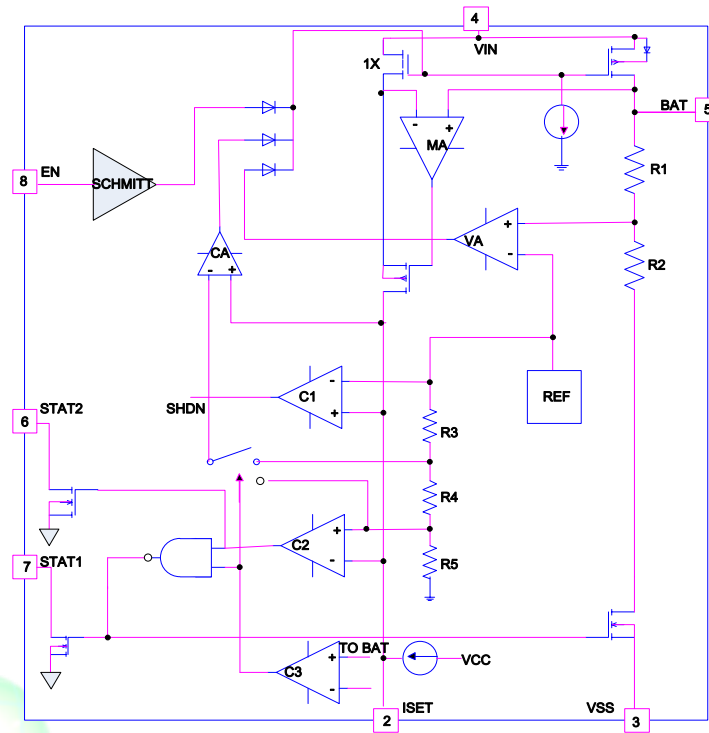 4
VIN
1X
BAT
5
- +
MA
R1
EN
8
SCHMITT
+
VA
-
R2
CA
- +
SHDN
-
C1
+
REF
STAT2
6
R3
R4
+
C2
-
R5
STAT1
7
TO BAT
+
C3
-
VCC
ISET
2
VSS
3